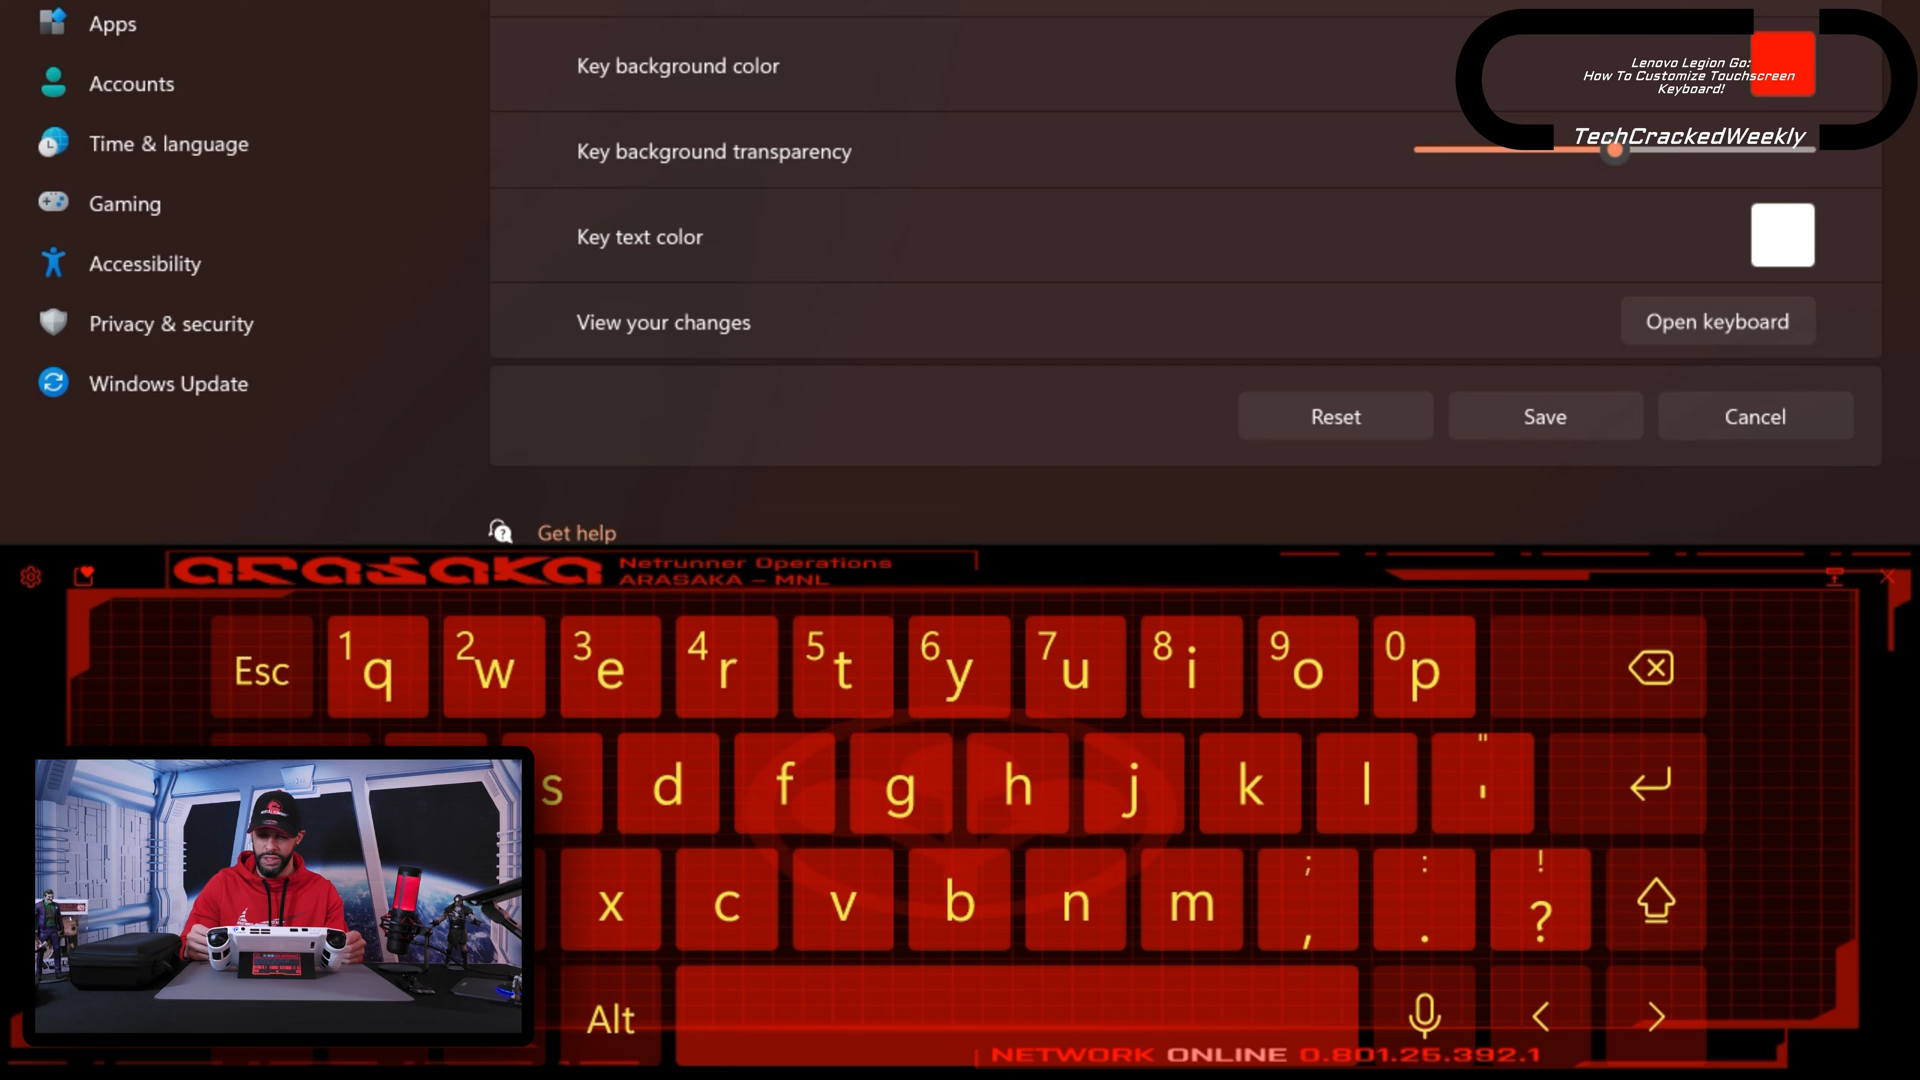 Apps
Accounts
Time & language
Gaming
Accessibility
Privacy & security
Windows Update
Key background color
Key background transparency
Key text color
View your changes
Open keyboard
Reset
Save
Cancel
Get help
Lenovo Legion Go:
How To Customize Touchscreen
Keyboard!
TechCrackedWeekly
ARASAKA
Netrunner Operations
ARASAKA – MNL
Esc 1 q 2 w 3 e 4 r 5 t 6 y 7 u 8 i 9 o 0 p
s d f g h j k l " '
x c v b n m ; , : . ! ?
Alt < >
NETWORK ONLINE 0.801.25.392.1